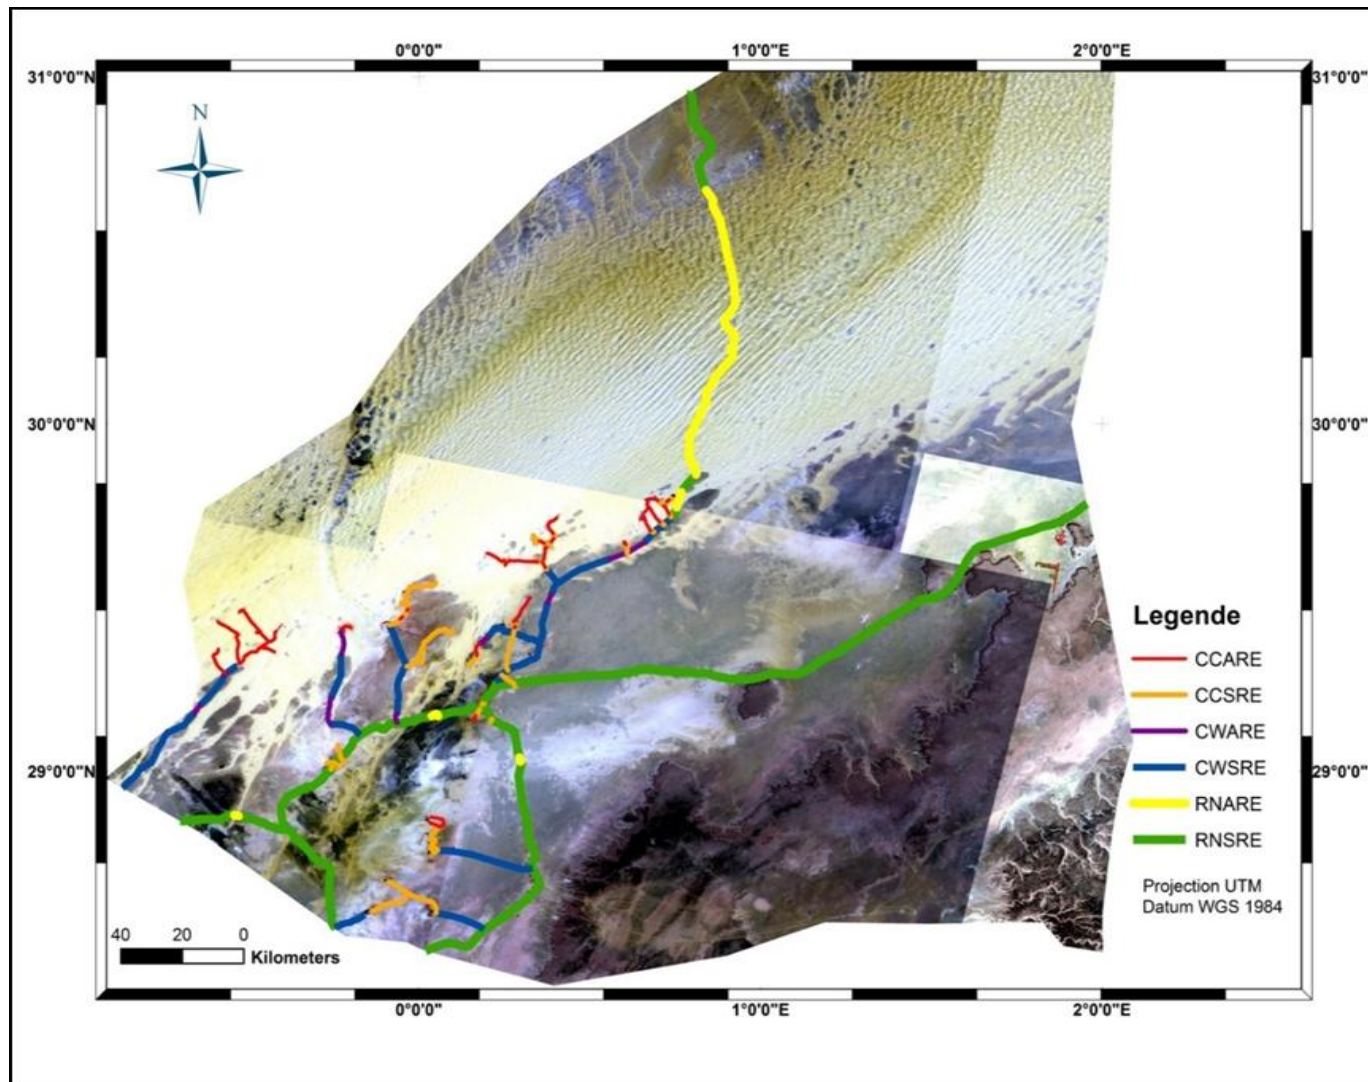 0°0'0" 1°0'0"E 2°0'0"E
31°0'0"N 31°0'0"N
N
30°0'0"N 30°0'0"N
Legende
CCARE
CCSRE
CWARE
29°0'0"N CWSRE 29°0'0"N
RNARE
RNSRE
Projection UTM
Datum WGS 1984
40 20 0
Kilometers
0°0'0" 1°0'0"E 2°0'0"E